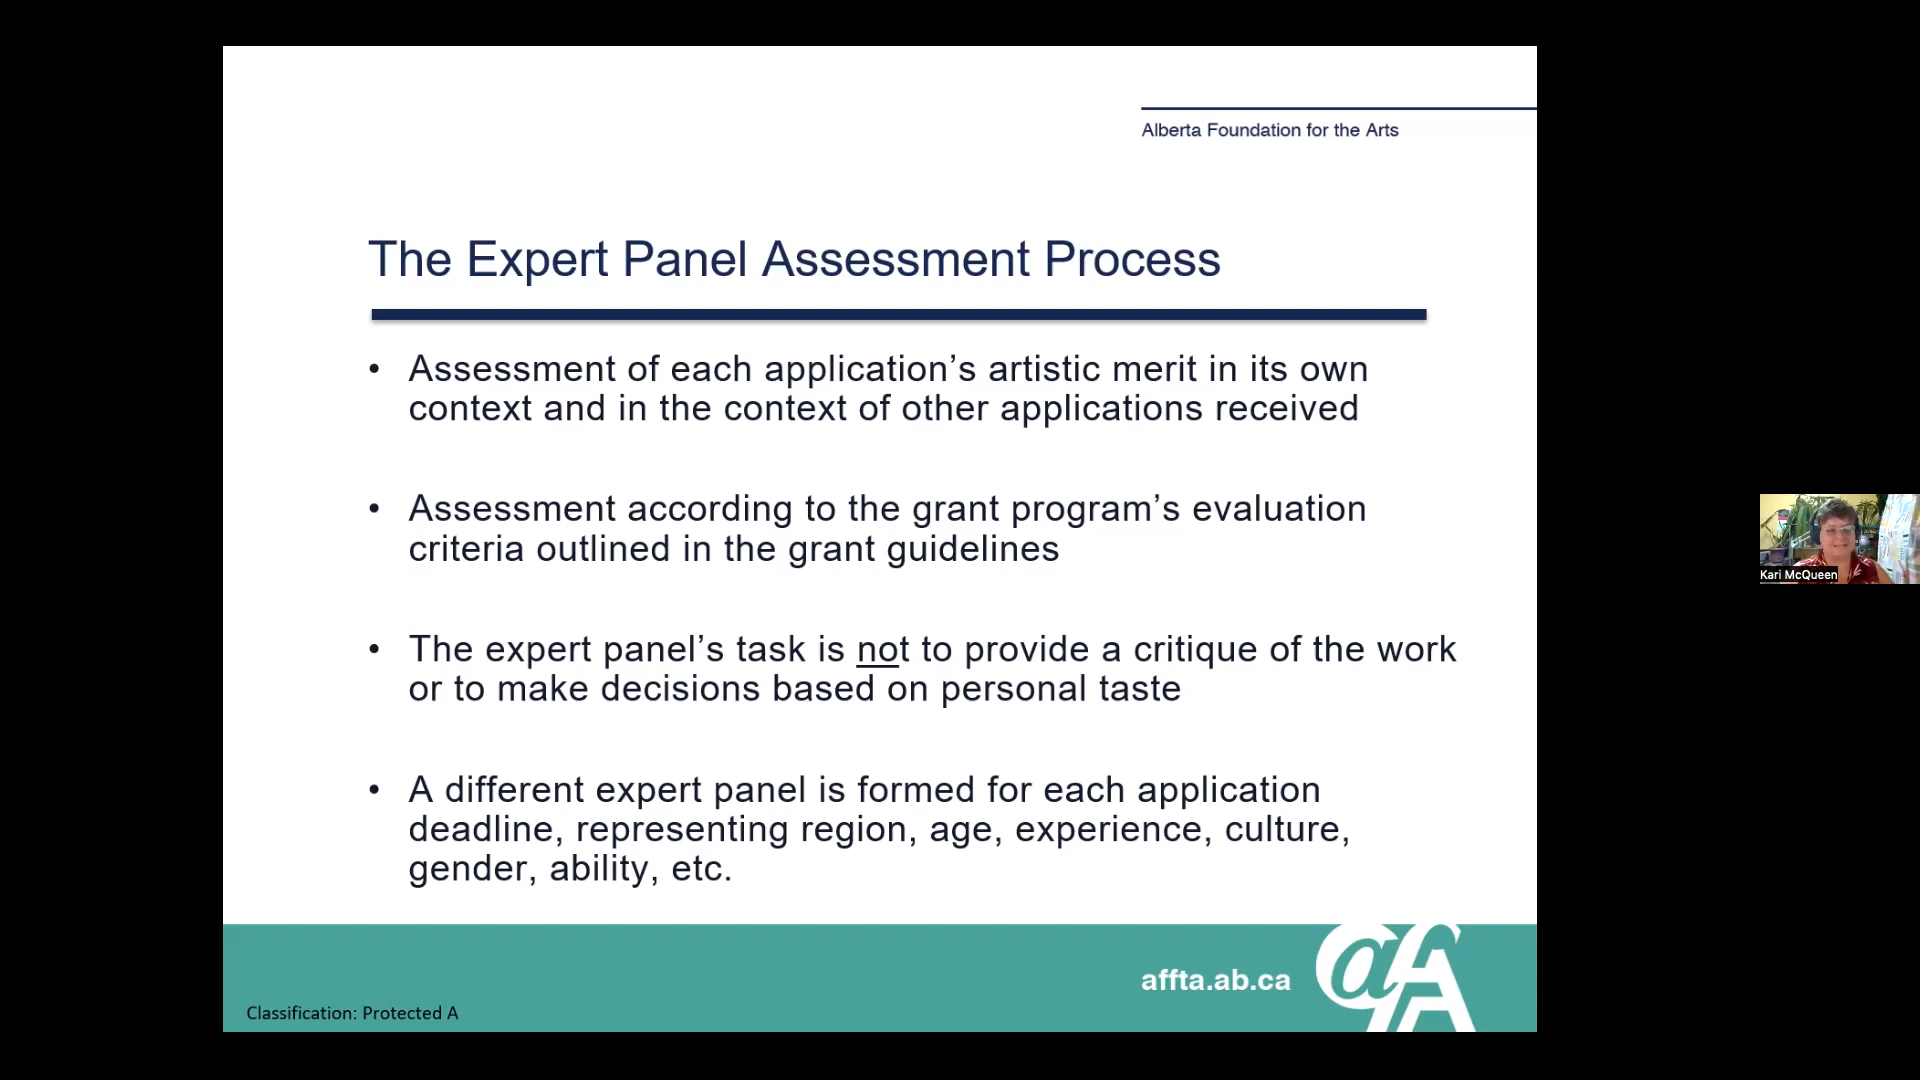 Alberta Foundation for the Arts
The Expert Panel Assessment Process
• Assessment of each application’s artistic merit in its own
context and in the context of other applications received
• Assessment according to the grant program’s evaluation
criteria outlined in the grant guidelines
• The expert panel’s task is not to provide a critique of the work
or to make decisions based on personal taste
• A different expert panel is formed for each application
deadline, representing region, age, experience, culture,
gender, ability, etc.
affta.ab.ca
afA
Classification: Protected A
Kari McQueen